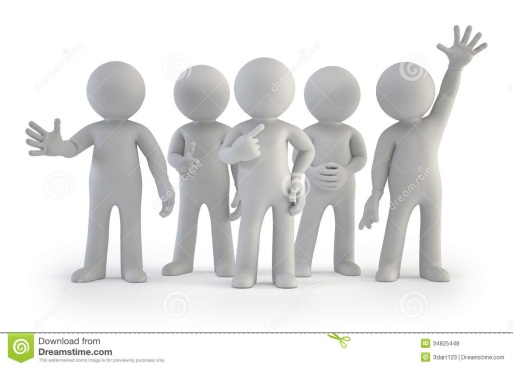 Download from
Dreamstime.com
This watermarked comp image is for previewing purposes only.
34825448
3dart123 | Dreamstime.com